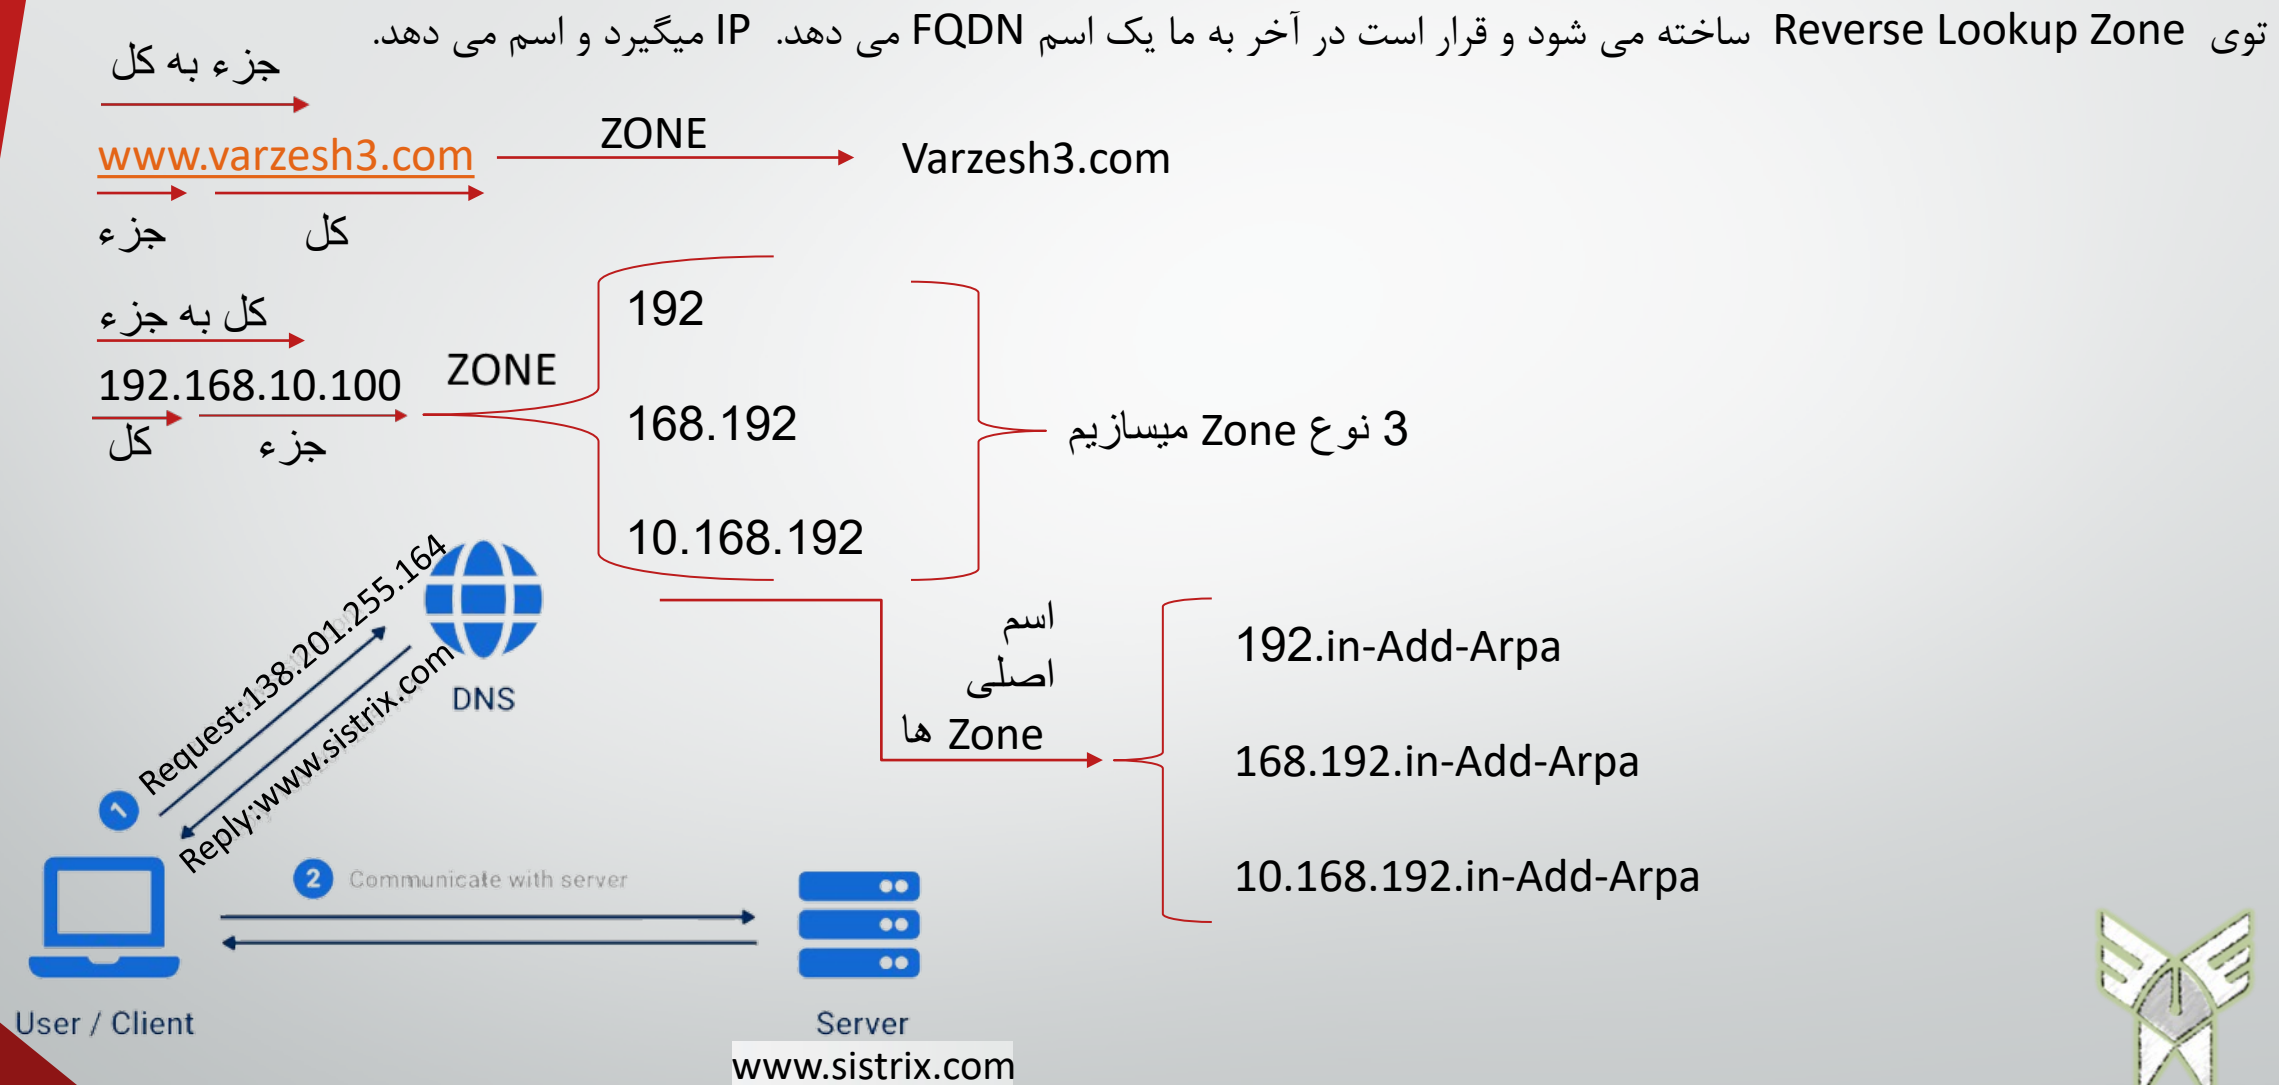 توی Reverse Lookup Zone ساخته می شود و قرار است در آخر به ما یک اسم FQDN می دهد. IP میگیرد و اسم می دهد.
جزء به کل
www.varzesh3.com
ZONE
Varzesh3.com
جزء
کل
کل به جزء
192.168.10.100
کل
جزء
ZONE
192
168.192
10.168.192
3 نوع Zone میسازیم
اسم
اصلی
Zone ها
192.in-Add-Arpa
168.192.in-Add-Arpa
10.168.192.in-Add-Arpa
Request:138.201.255.164
Reply:www.sistrix.com
DNS
1
2
Communicate with server
User / Client
Server
www.sistrix.com